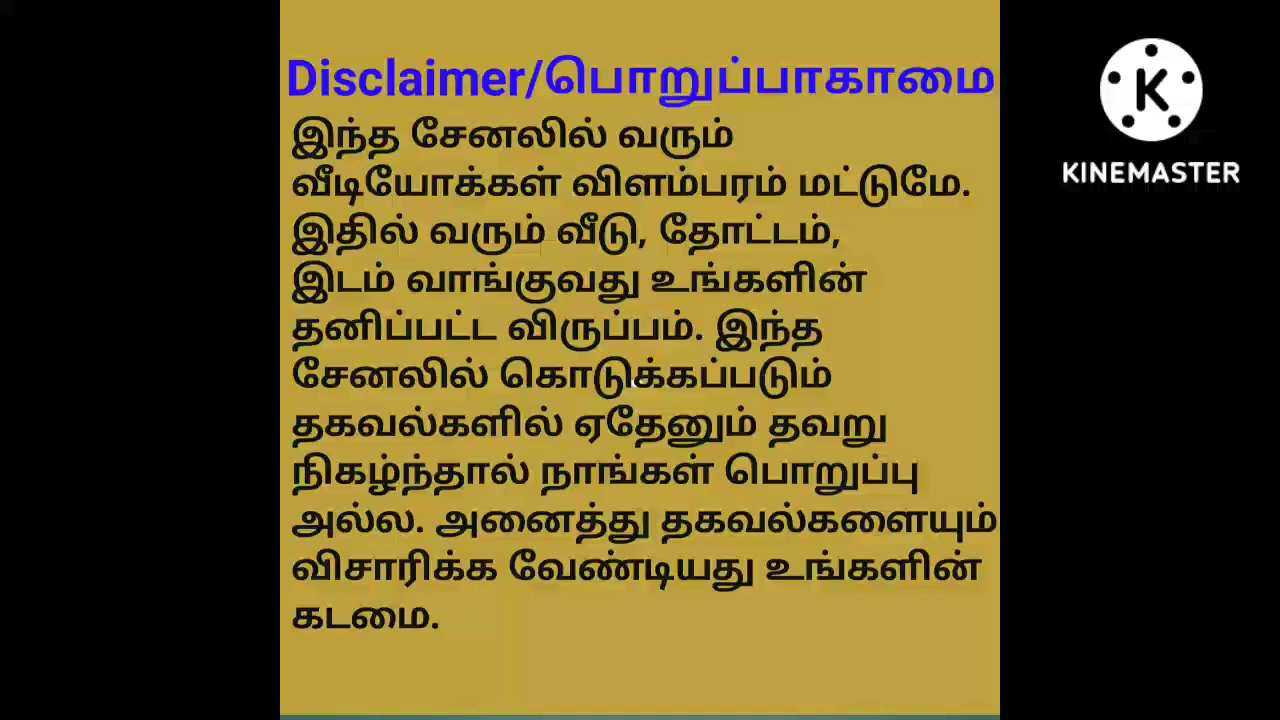 Disclaimer/பொறுப்பாகாமை
இந்த சேனலில் வரும்
வீடியோக்கள் விளம்பரம் மட்டுமே.
இதில் வரும் வீடு, தோட்டம்,
இடம் வாங்குவது உங்களின்
தனிப்பட்ட விருப்பம். இந்த
சேனலில் கொடுக்கப்படும்
தகவல்களில் ஏதேனும் தவறு
நிகழ்ந்தால் நாங்கள் பொறுப்பு
அல்ல. அனைத்து தகவல்களையும்
விசாரிக்க வேண்டியது உங்களின்
கடமை.
K
KINEMASTER